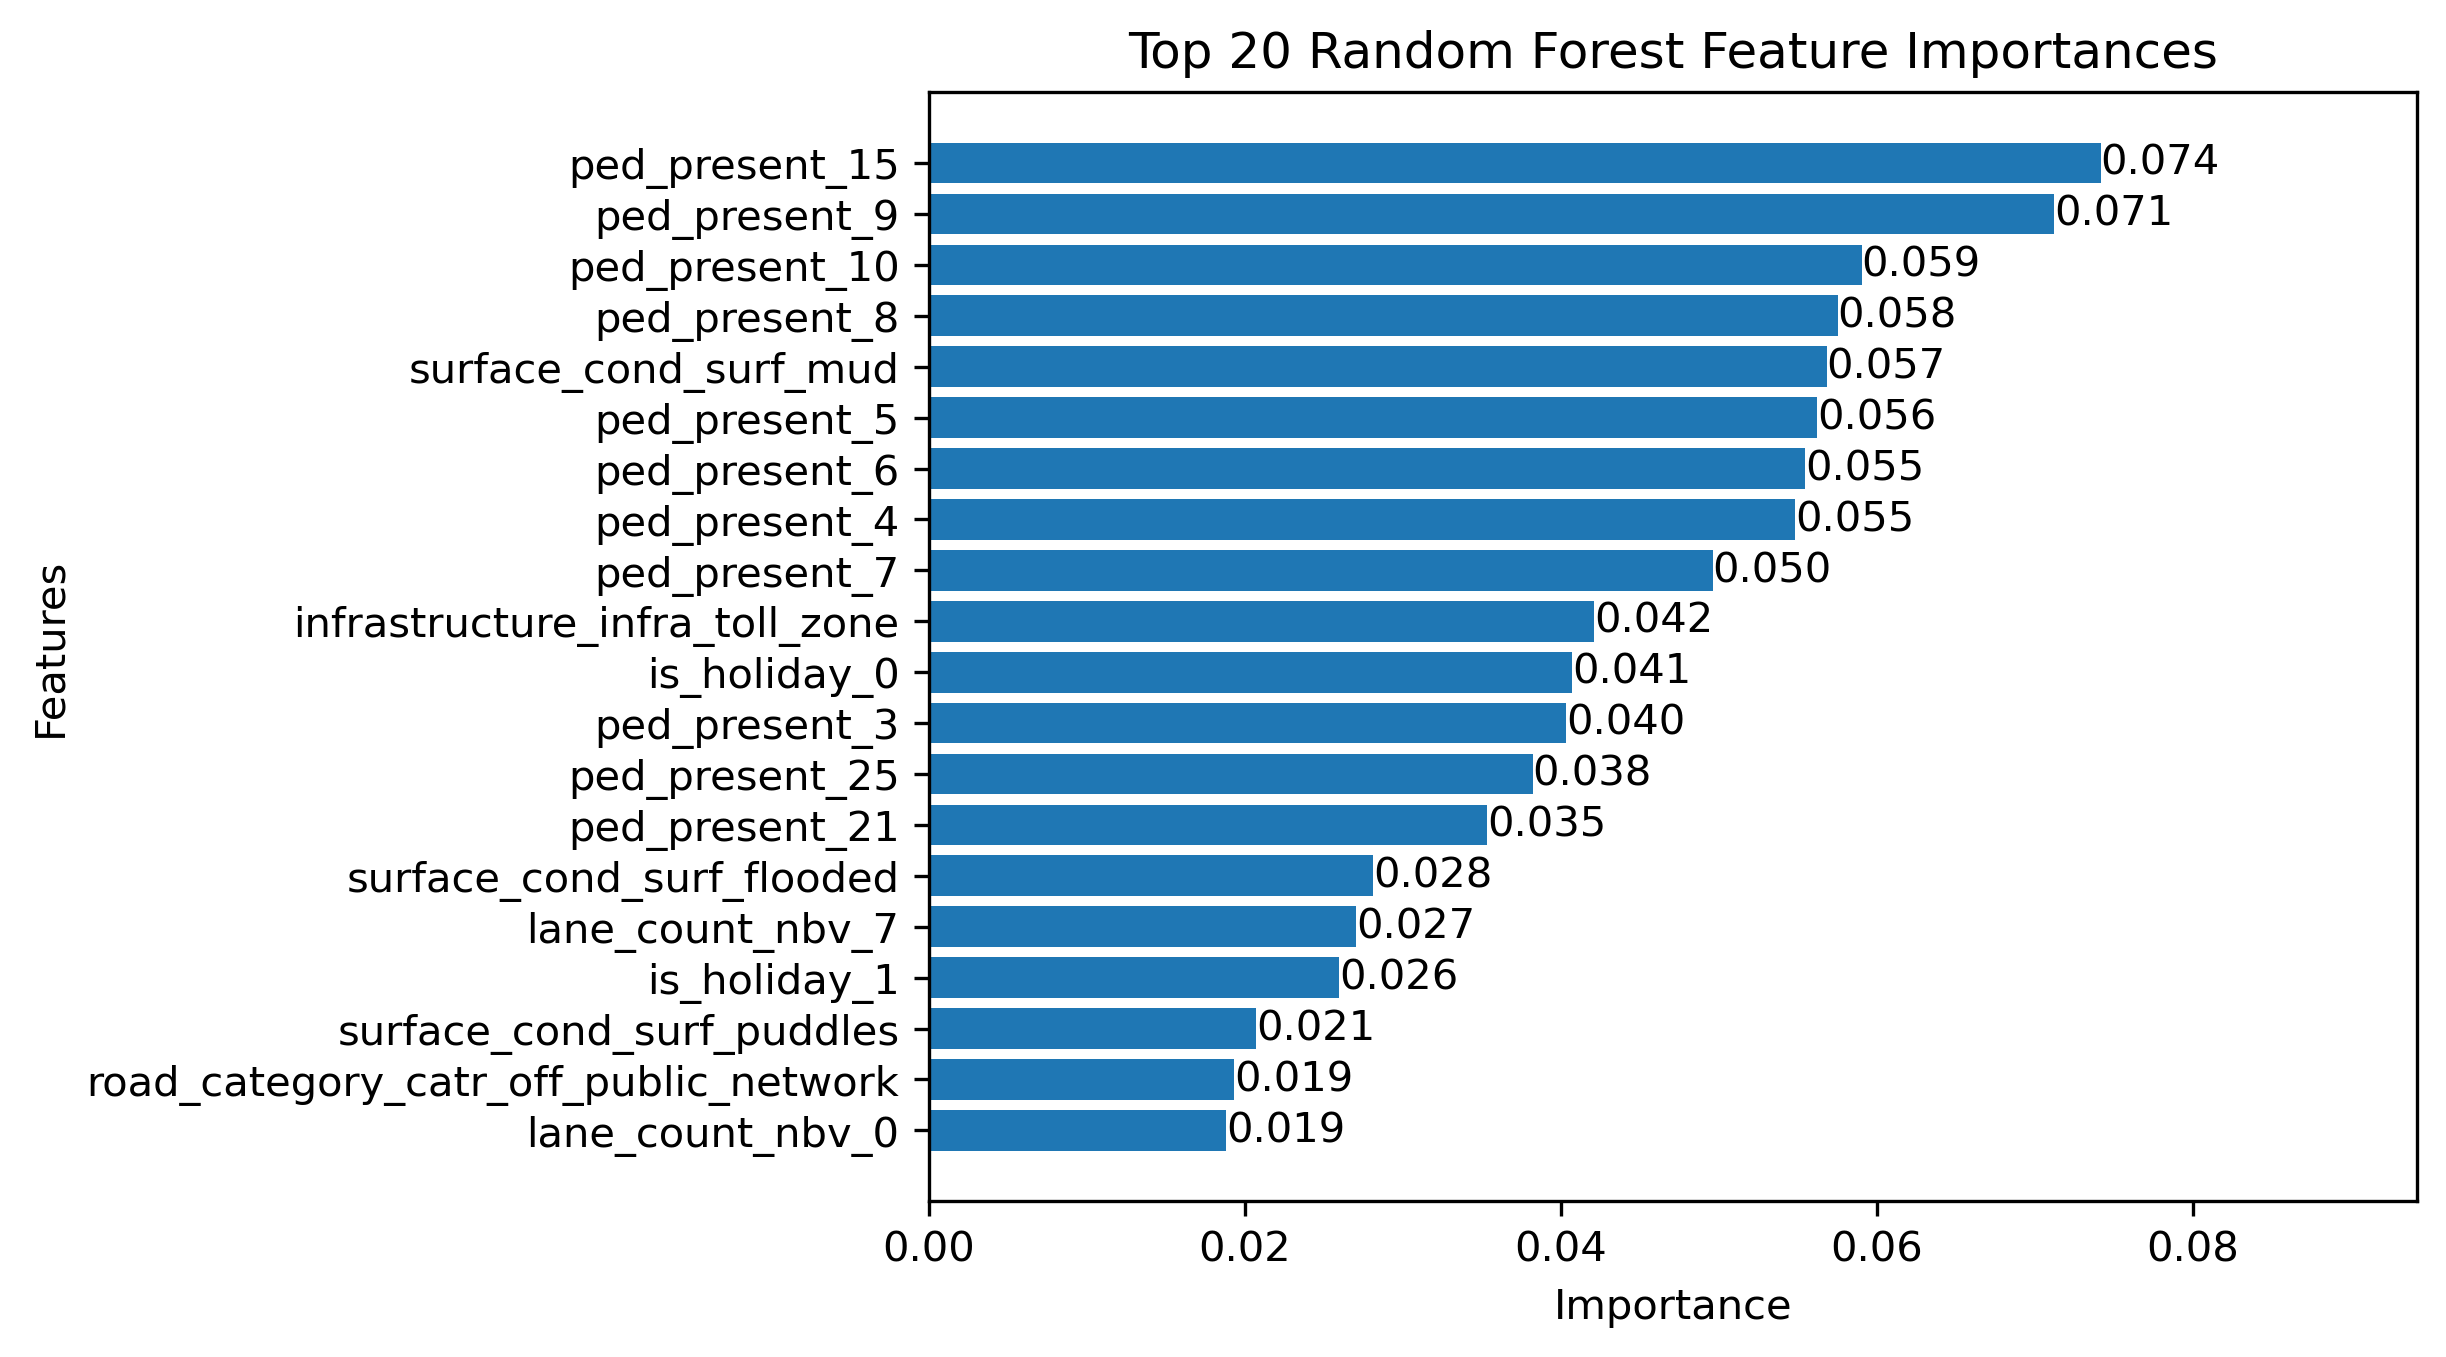 Top 20 Random Forest Feature Importances
ped_present_15 0.074
ped_present_9 0.071
ped_present_10 0.059
ped_present_8 0.058
surface_cond_surf_mud 0.057
ped_present_5 0.056
ped_present_6 0.055
ped_present_4 0.055
ped_present_7 0.050
infrastructure_infra_toll_zone 0.042
is_holiday_0 0.041
ped_present_3 0.040
ped_present_25 0.038
ped_present_21 0.035
surface_cond_surf_flooded 0.028
lane_count_nbv_7 0.027
is_holiday_1 0.026
surface_cond_surf_puddles 0.021
road_category_catr_off_public_network 0.019
lane_count_nbv_0 0.019
Features
0.00 0.02 0.04 0.06 0.08
Importance